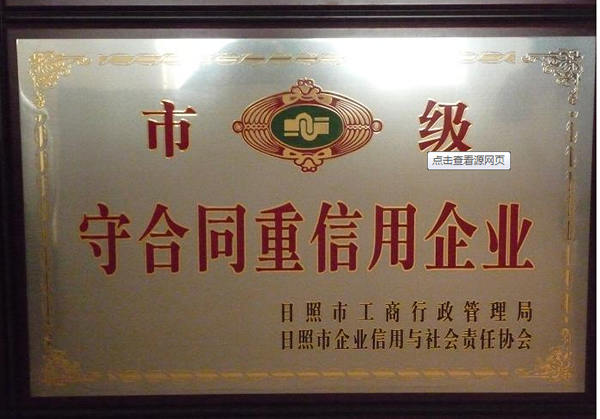 市 级
点击查看源网页
守合同重信用企业
日照市工商行政管理局
日照市企业信用与社会责任协会